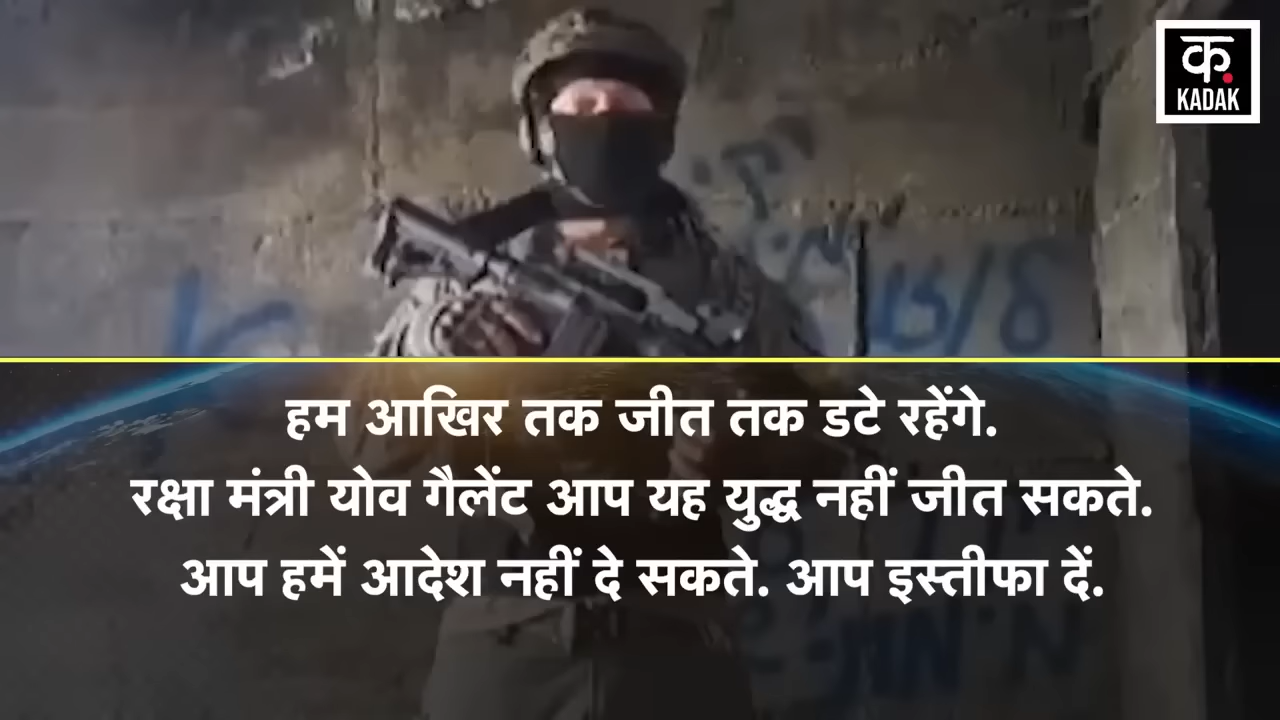 क.
KADAK
हम आखिर तक जीत तक डटे रहेंगे.
रक्षा मंत्री योव गैलेंट आप यह युद्ध नहीं जीत सकते.
आप हमें आदेश नहीं दे सकते. आप इस्तीफा दें.